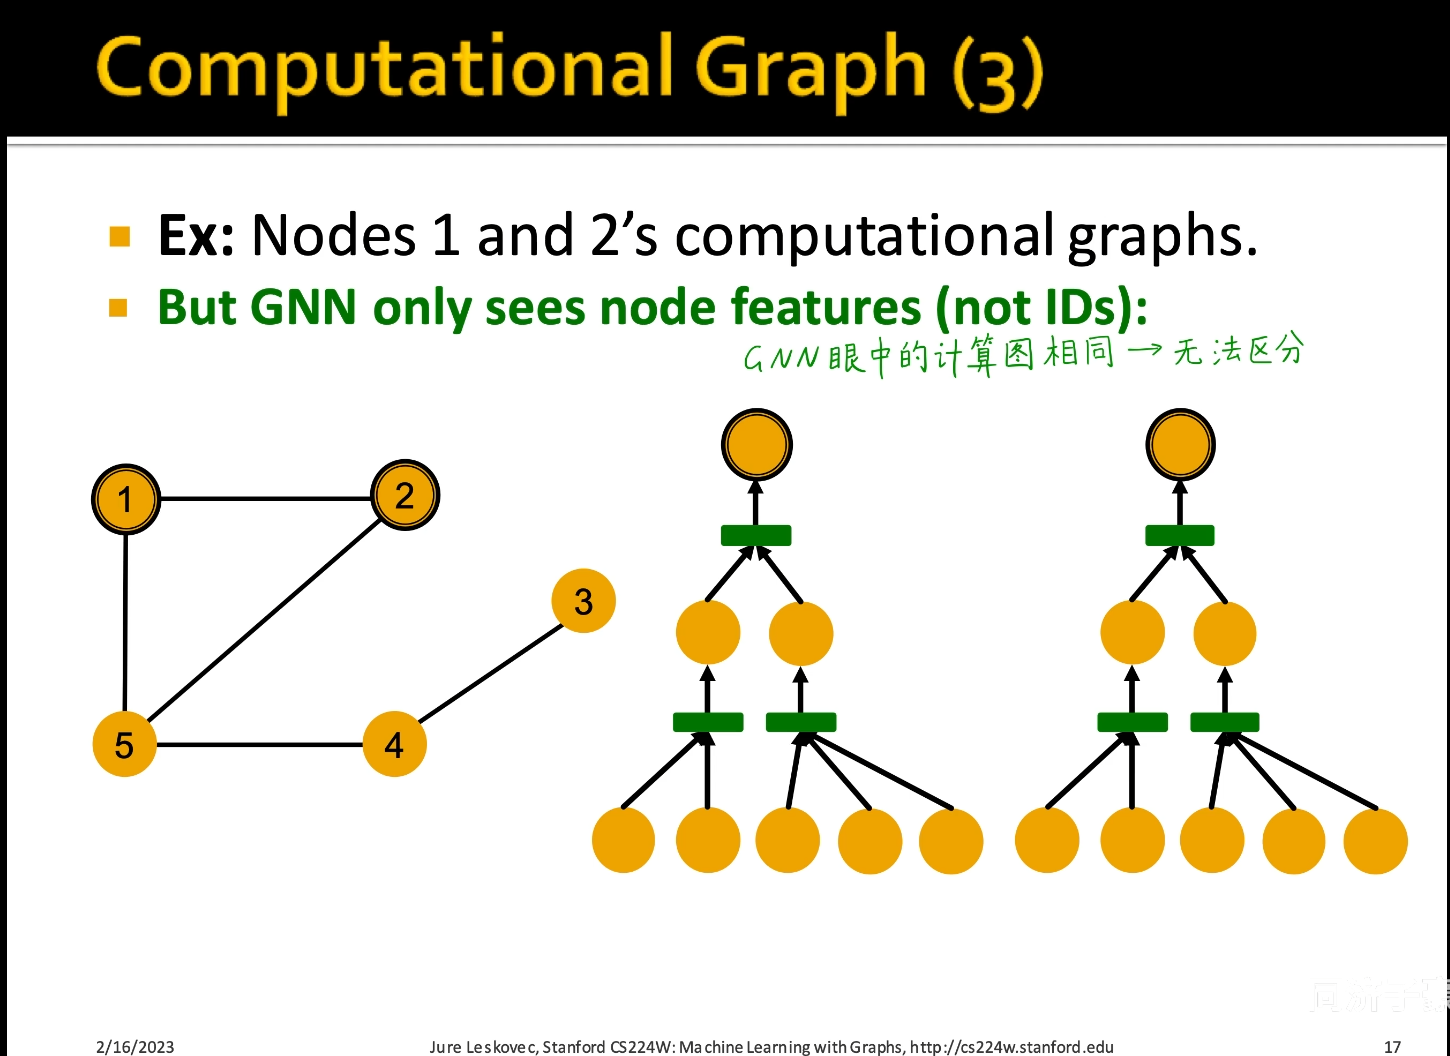 Computational Graph (3)
Ex: Nodes 1 and 2’s computational graphs.
But GNN only sees node features (not IDs):
GNN眼中的计算图相同→无法区分
1
2
3
5
4
2/16/2023
Jure Leskovec, Stanford CS224W: Machine Learning with Graphs, http://cs224w.stanford.edu
17